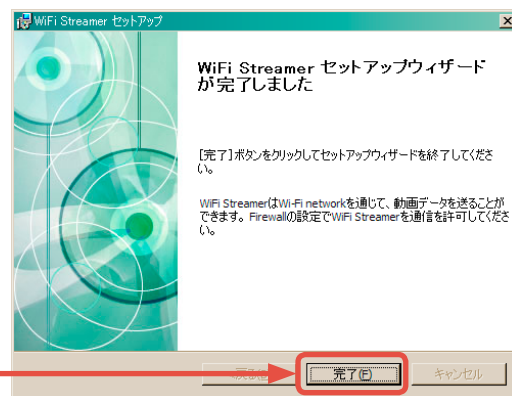 WiFi Streamer セットアップ
WiFi Streamer セットアップウィザード
が完了しました
[完了]ボタンをクリックしてセットアップウィザードを終了してくださ
い。
WiFi StreamerはWi-Fi networkを通じて、動画データを送ることが
できます。Firewallの設定でWiFi Streamerを通信を許可してくださ
い。
完了(F) キャンセル